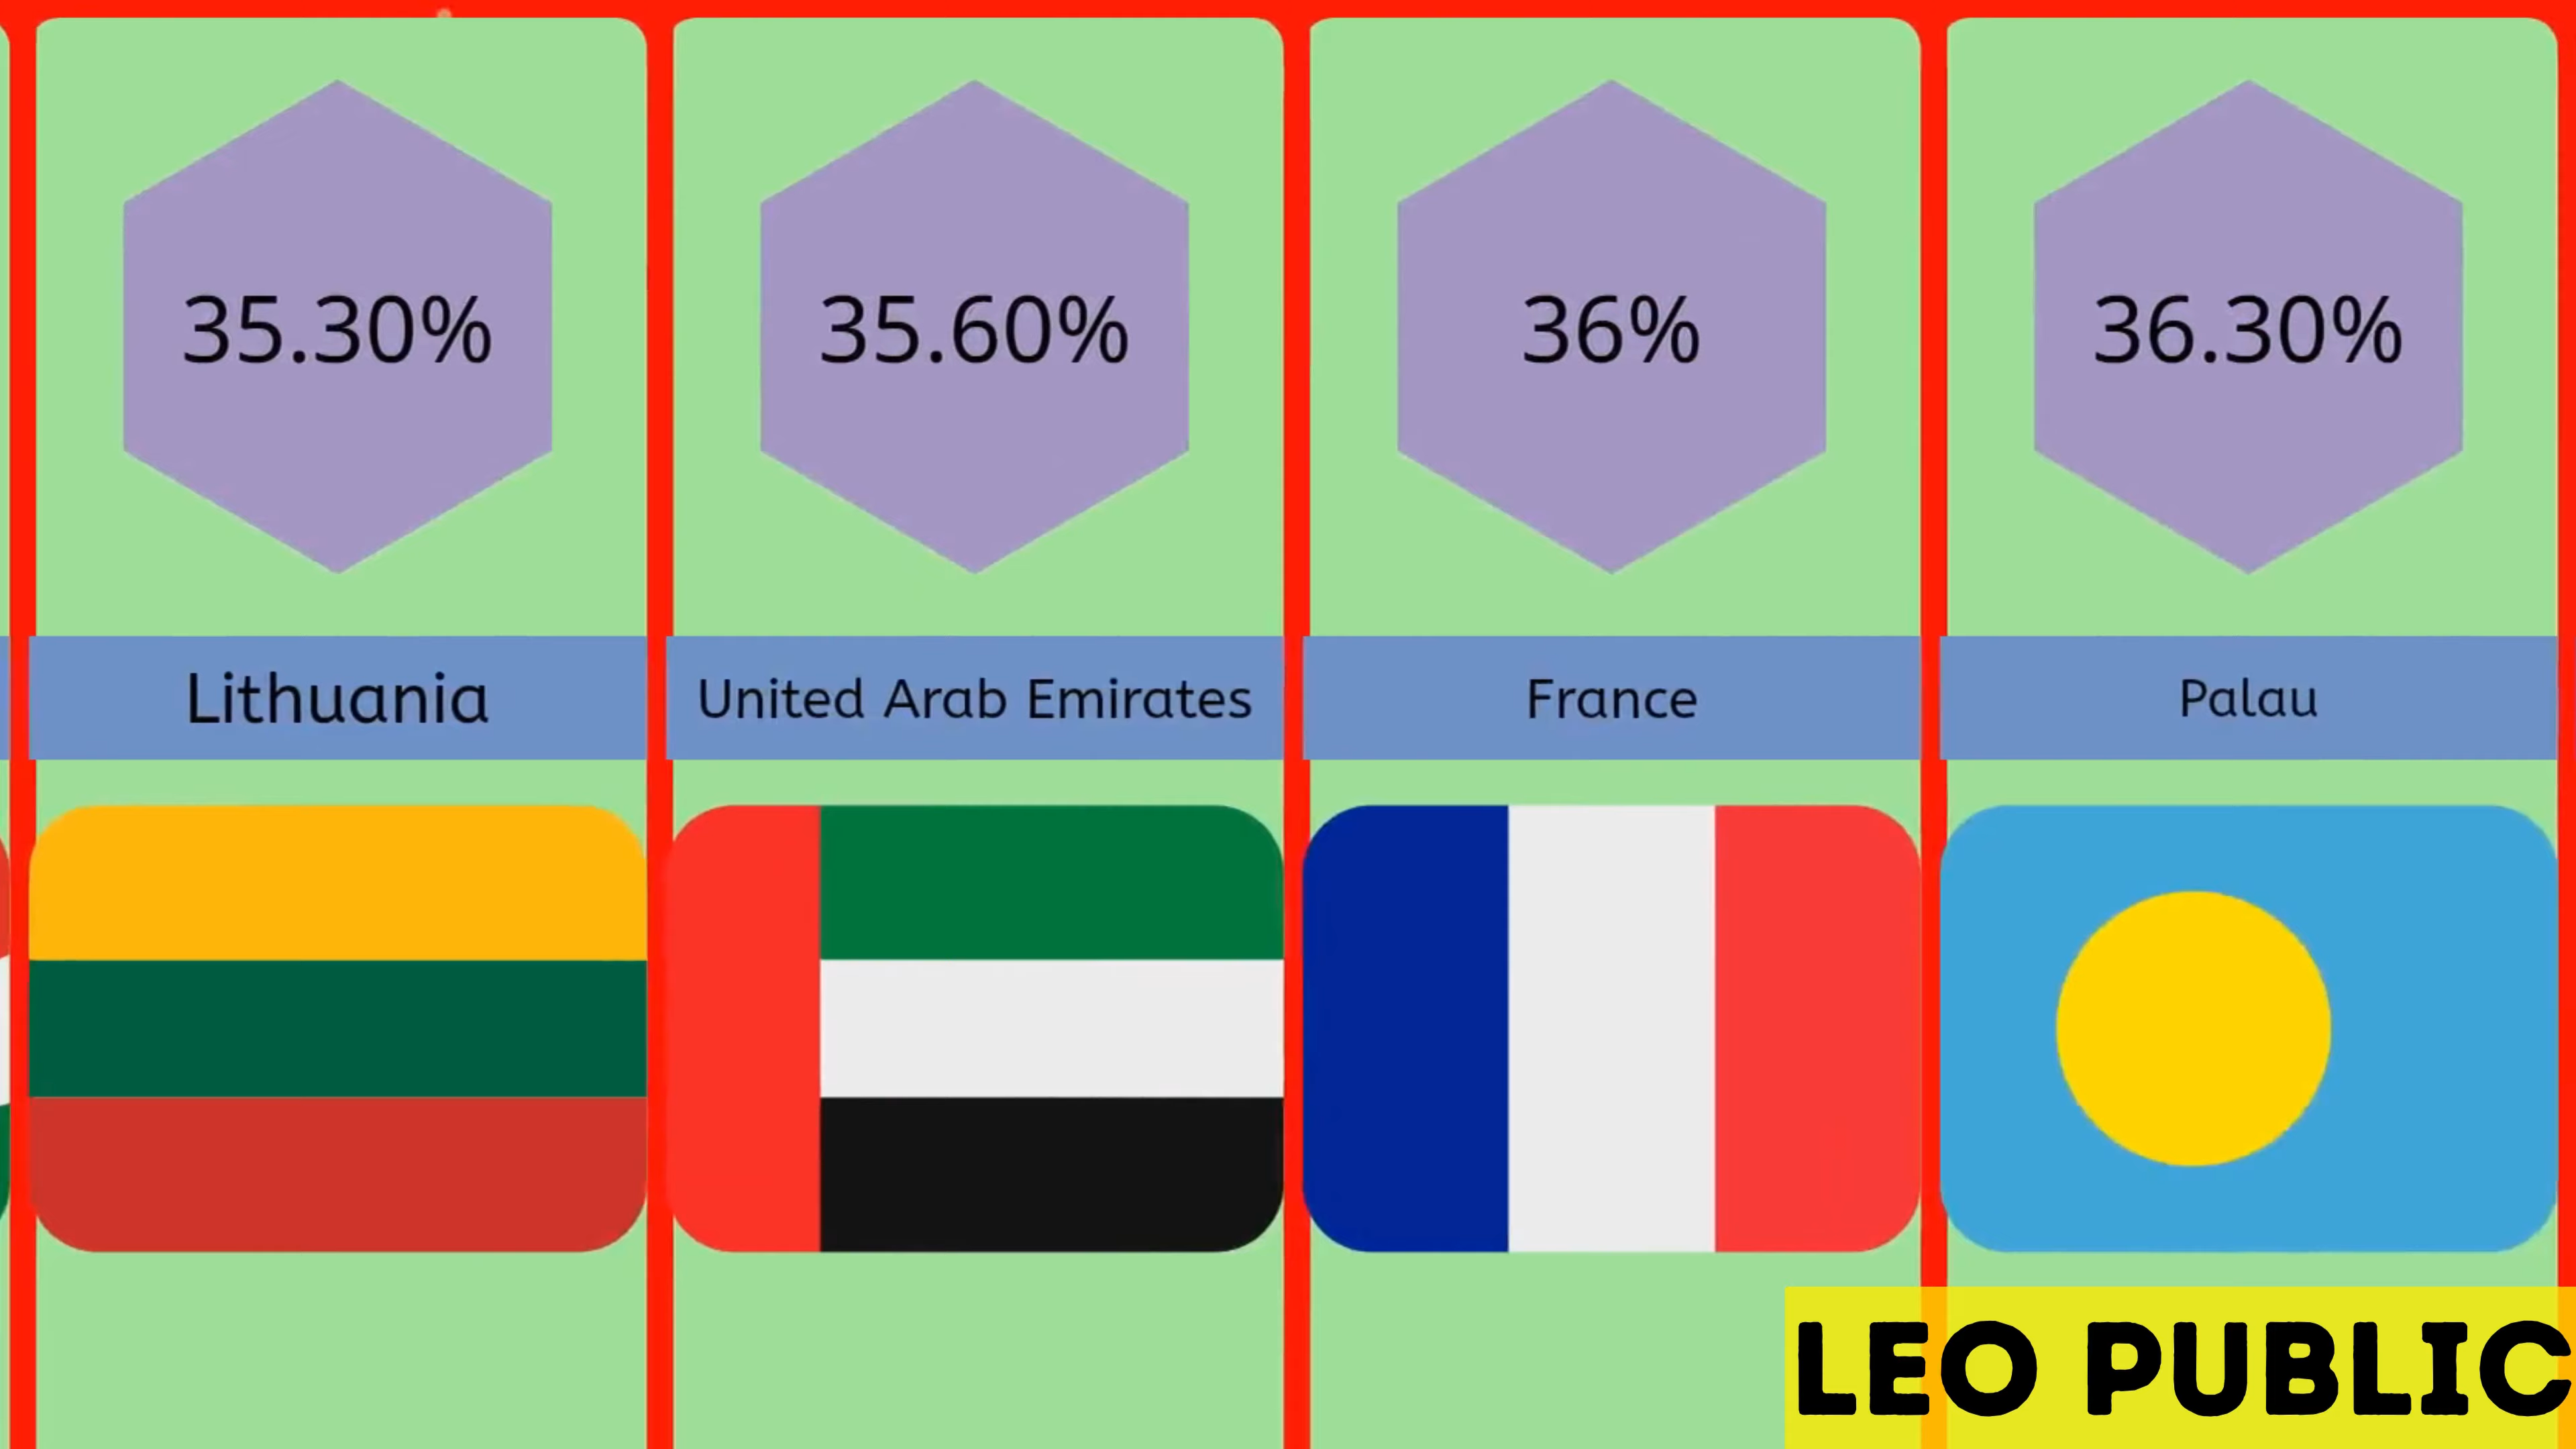 35.30%
35.60%
36%
36.30%
Lithuania
United Arab Emirates
France
Palau
LEO PUBLIC